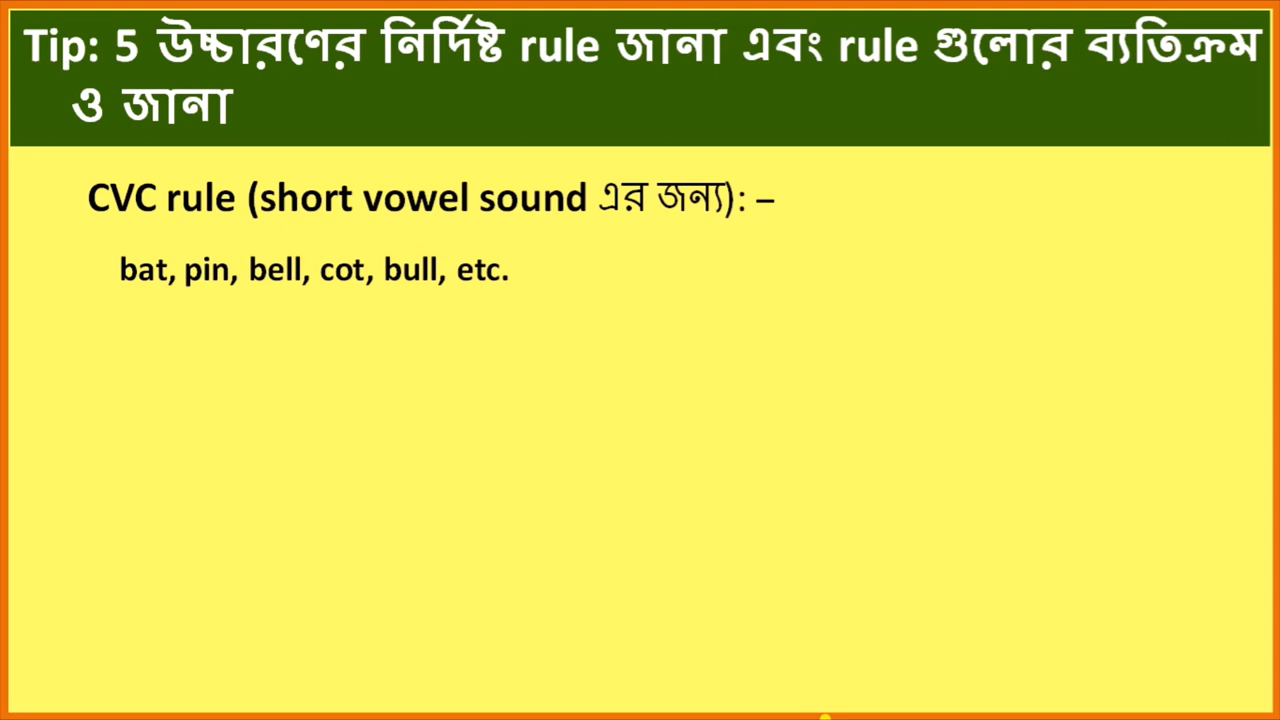 Tip: 5 উচ্চারণের নির্দিষ্ট rule জানা এবং rule গুলোর ব্যতিক্রম
ও জানা
CVC rule (short vowel sound এর জন্য): –
bat, pin, bell, cot, bull, etc.